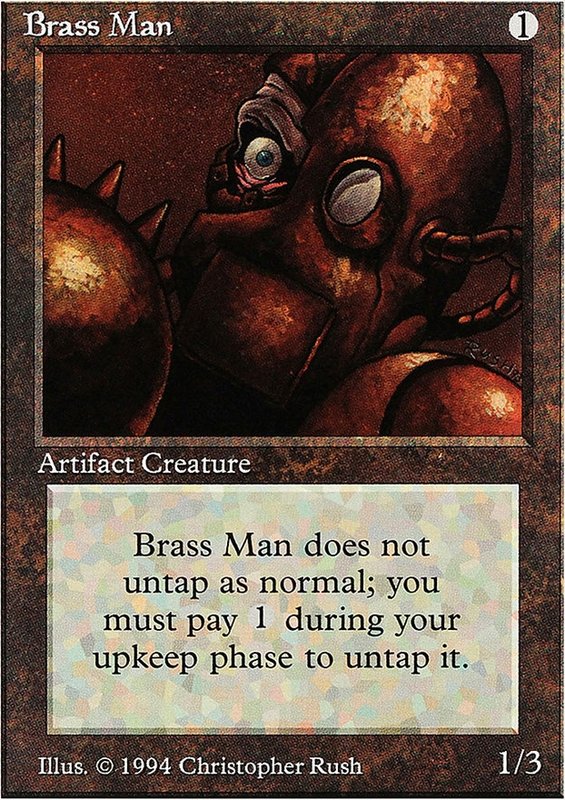 Brass Man 1
Artifact Creature
Brass Man does not
untap as normal; you
must pay 1 during your
upkeep phase to untap it.
Illus. © 1994 Christopher Rush 1/3